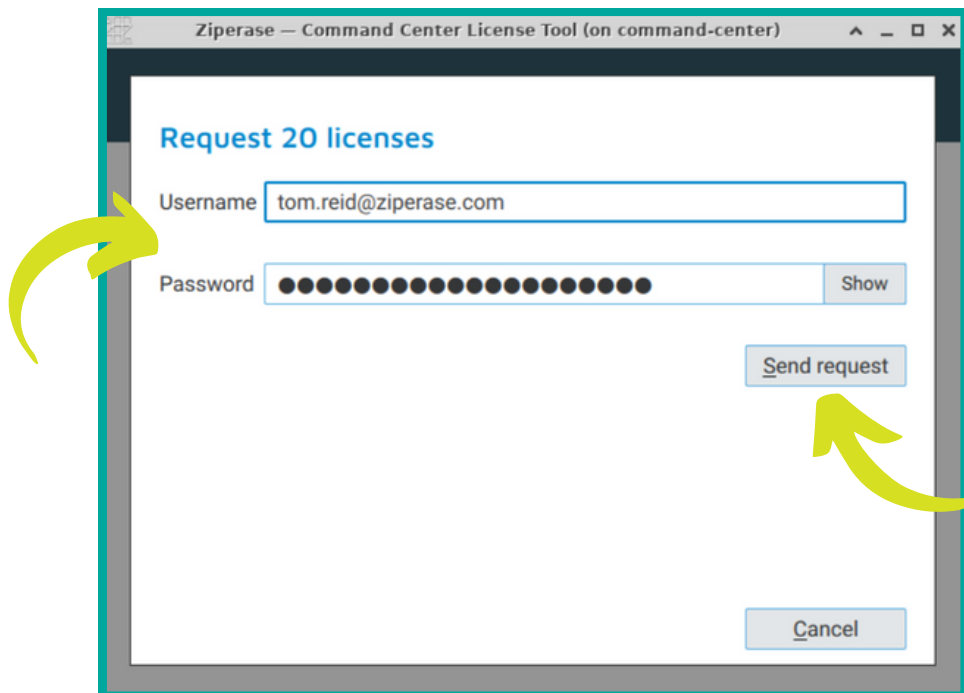 Ziperase — Command Center License Tool (on command-center)
Request 20 licenses
Username tom.reid@ziperase.com
Password ●●●●●●●●●●●●●●●●●●●● Show
Send request
Cancel